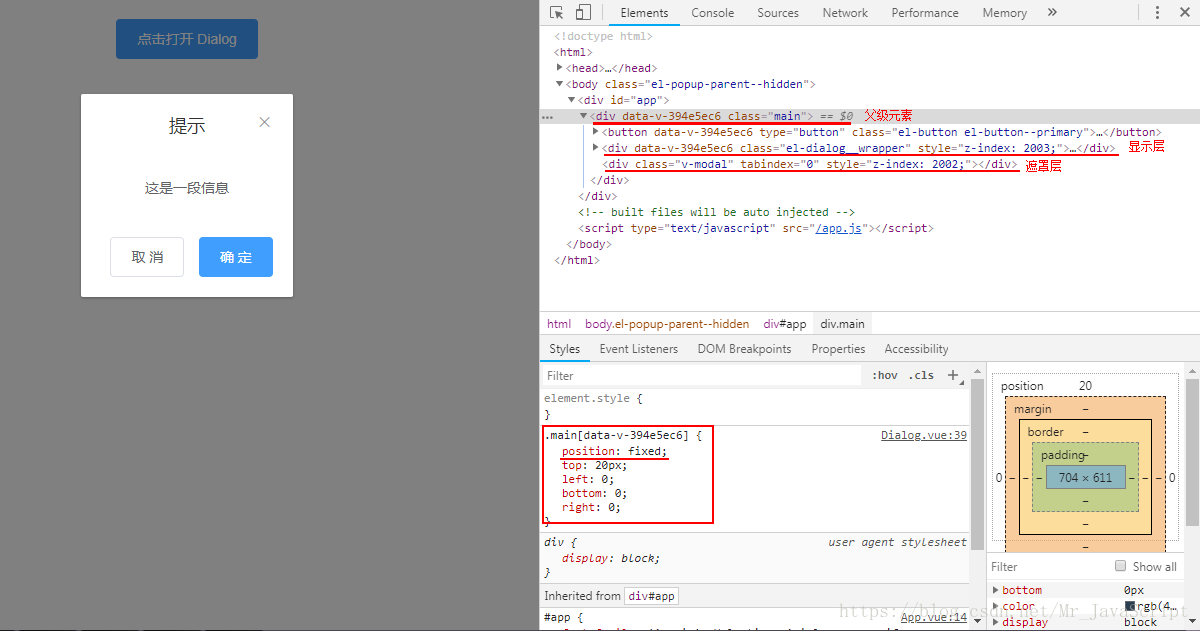 点击打开 Dialog
提示
这是一段信息
取 消
确 定
Elements Console Sources Network Performance Memory »
<!doctype html>
<html>
<head>…</head>
<body class="el-popup-parent--hidden">
<div id="app">
… <div data-v-394e5ec6 class="main"> == $0 父级元素
<button data-v-394e5ec6 type="button" class="el-button el-button--primary">…</button>
<div data-v-394e5ec6 class="el-dialog__wrapper" style="z-index: 2003;">…</div> 显示层
<div class="v-modal" tabindex="0" style="z-index: 2002;"></div> 遮罩层
</div>
</div>
<!-- built files will be auto injected -->
<script type="text/javascript" src="/app.js"></script>
</body>
</html>
html body.el-popup-parent--hidden div#app div.main
Styles Event Listeners DOM Breakpoints Properties Accessibility
Filter :hov .cls +
element.style {
}
.main[data-v-394e5ec6] { Dialog.vue:39
position: fixed;
top: 20px;
left: 0;
bottom: 0;
right: 0;
}
div { user agent stylesheet
display: block;
}
Inherited from div#app
#app { App.vue:14
position 20
margin –
border –
padding –
0 – – – 704 × 611 – – – 0
–
–
–
Filter Show all
bottom 0px
color rgb(4…
display block
https://blog.csdn.net/Mr_JavaScript